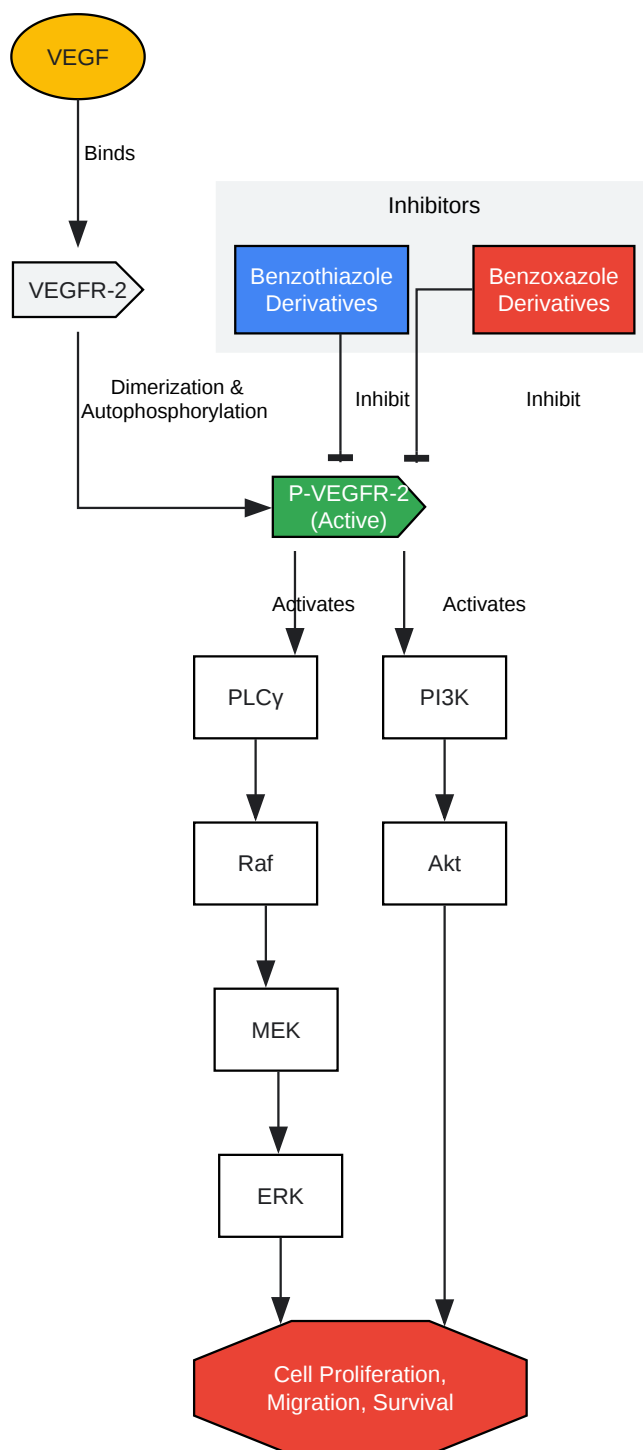 VEGF
Binds
Inhibitors
Benzothiazole
Derivatives
Benzoxazole
Derivatives
VEGFR-2
Dimerization &
Autophosphorylation
Inhibit
Inhibit
P-VEGFR-2
(Active)
Activates
Activates
PLCγ
PI3K
Raf
Akt
MEK
ERK
Cell Proliferation,
Migration, Survival